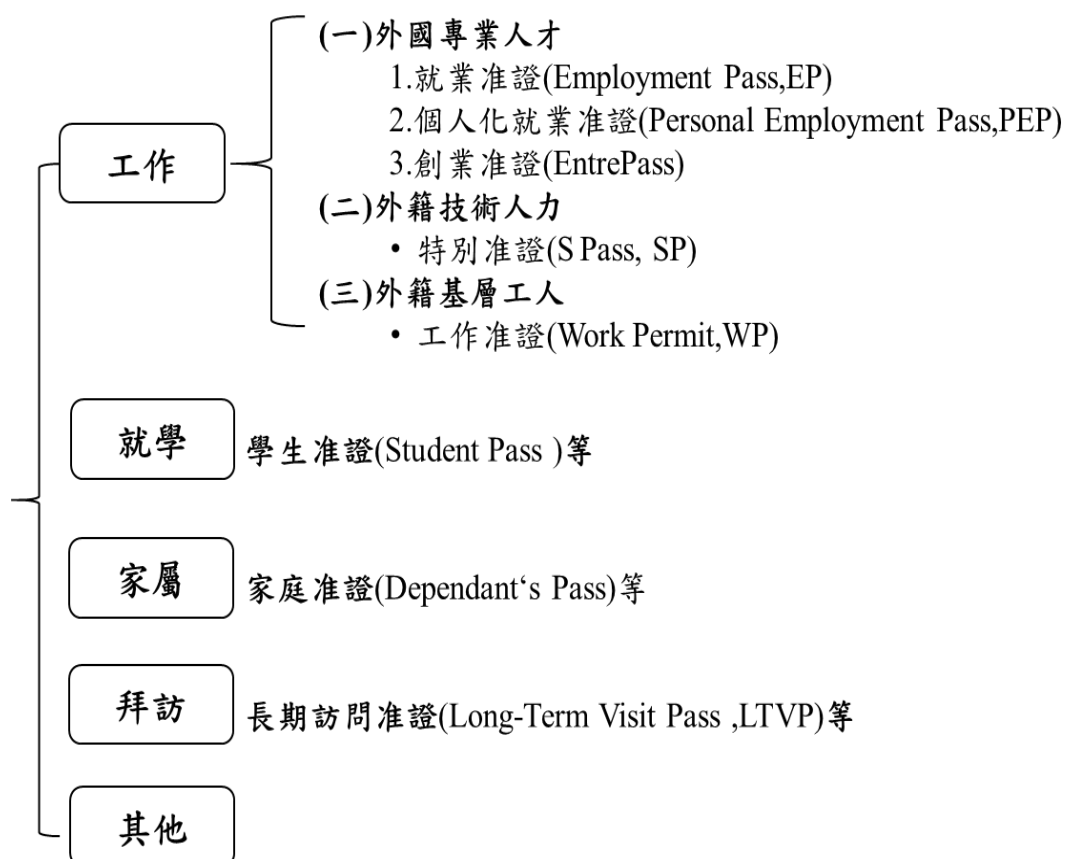 (一)外國專業人才
1.就業准證(Employment Pass,EP)
2.個人化就業准證(Personal Employment Pass,PEP)
3.創業准證(EntrePass)
工作
(二)外籍技術人力
• 特別准證(S Pass, SP)
(三)外籍基層工人
• 工作准證(Work Permit,WP)
就學 學生准證(Student Pass )等
家屬 家庭准證(Dependant‘s Pass)等
拜訪 長期訪問准證(Long-Term Visit Pass ,LTVP)等
其他